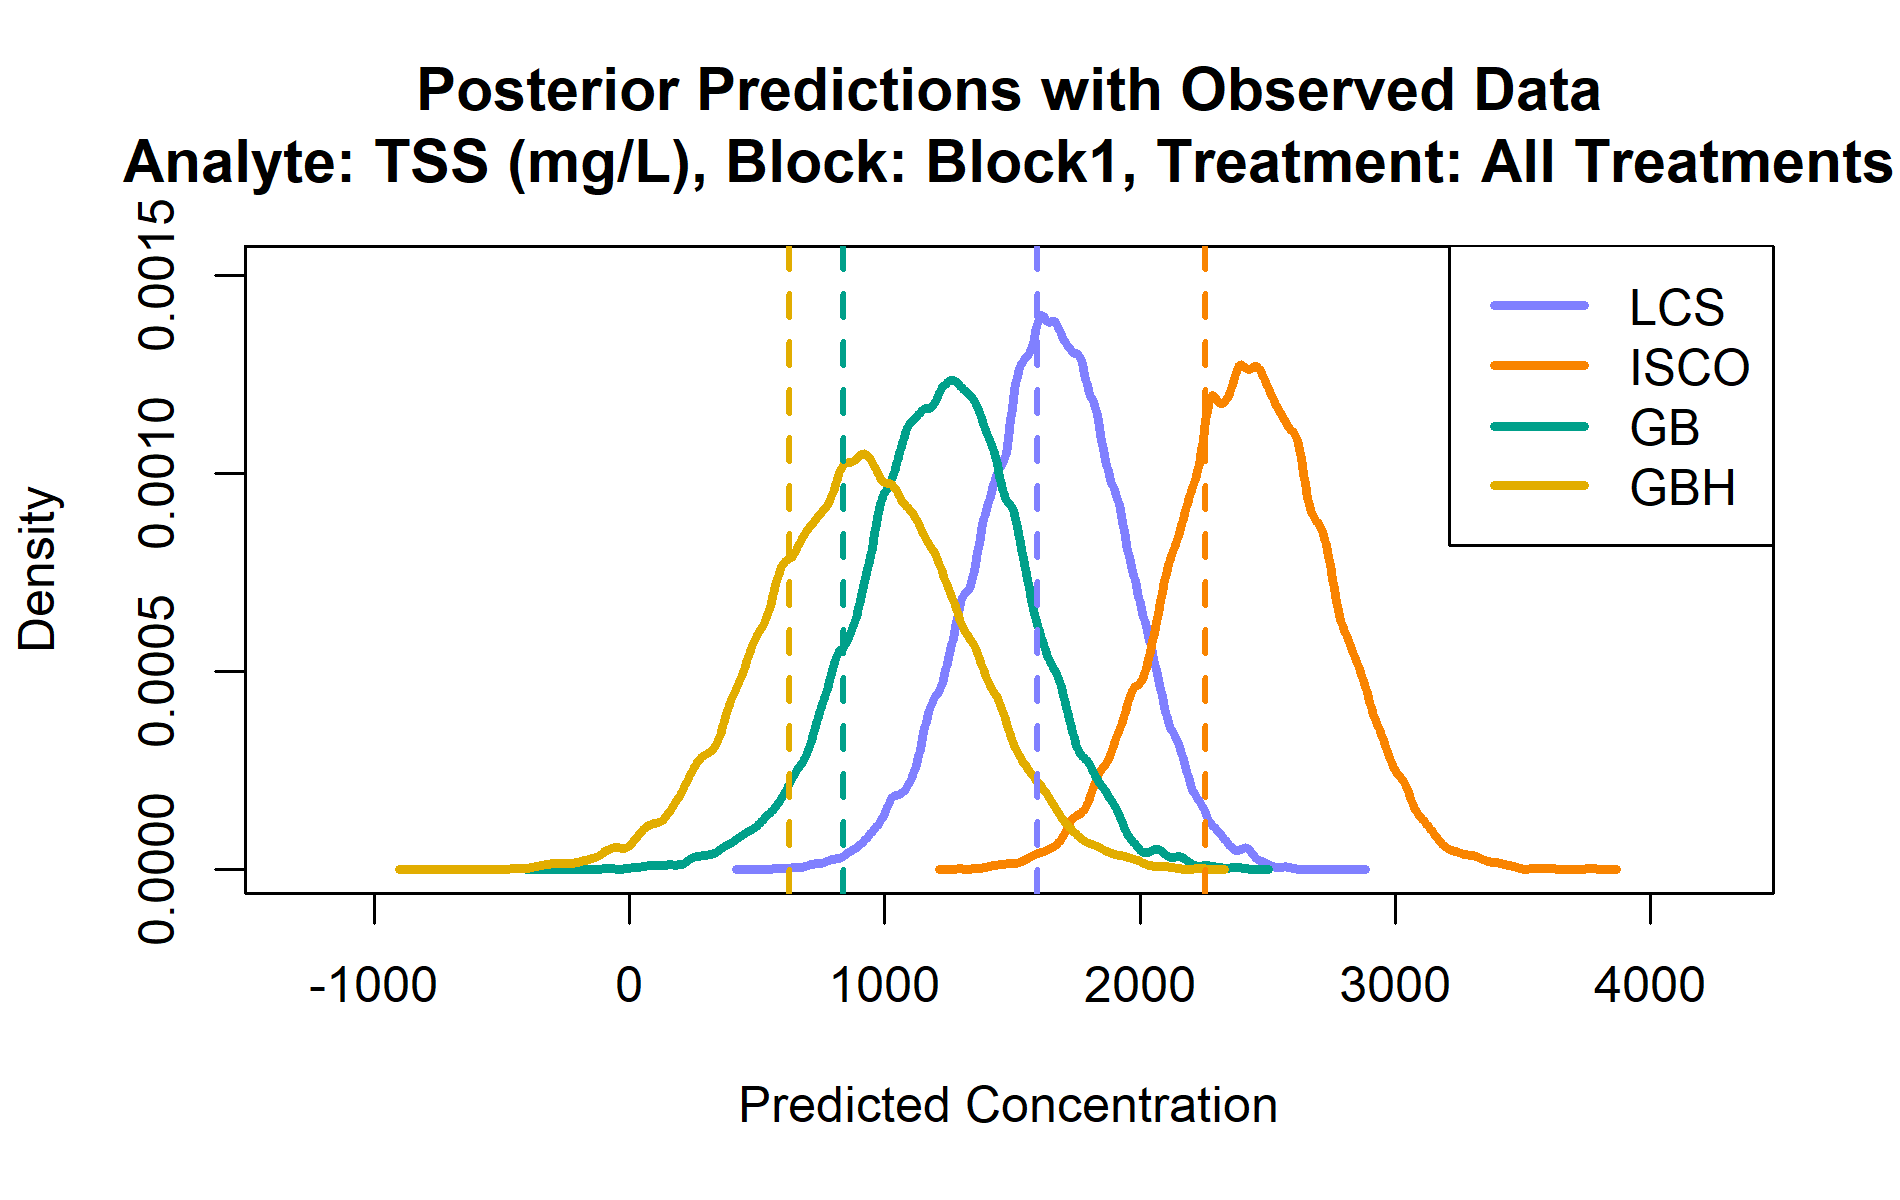 Posterior Predictions with Observed Data
Analyte: TSS (mg/L), Block: Block1, Treatment: All Treatments
Density
0.0015
0.0010
0.0005
0.0000
LCS
ISCO
GB
GBH
-1000 0 1000 2000 3000 4000
Predicted Concentration